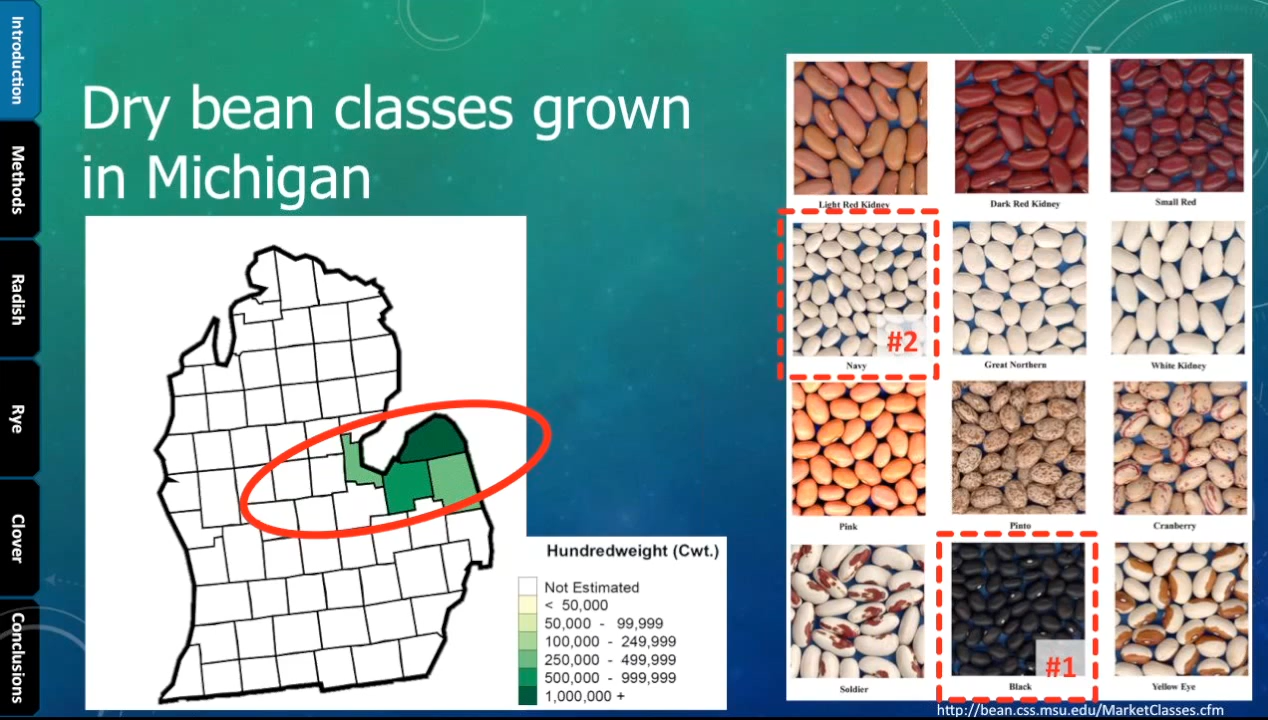 Introduction
Methods
Radish
Rye
Clover
Conclusions
Dry bean classes grown
in Michigan
Hundredweight (Cwt.)
Not Estimated
< 50,000
50,000 - 99,999
100,000 - 249,999
250,000 - 499,999
500,000 - 999,999
1,000,000 +
Light Red Kidney
Dark Red Kidney
Small Red
#2
Navy
Great Northern
White Kidney
Pink
Pinto
Cranberry
#1
Soldier
Black
Yellow Eye
http://bean.css.msu.edu/MarketClasses.cfm